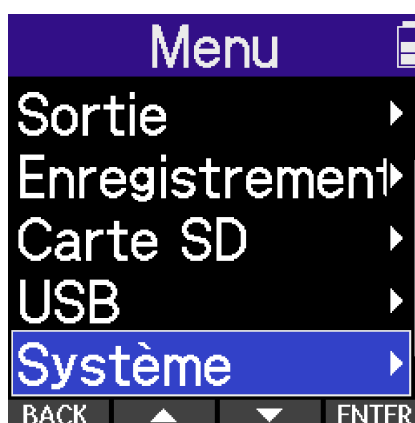 Menu
Sortie
Enregistrement
Carte SD
USB
Système
BACK ENTER